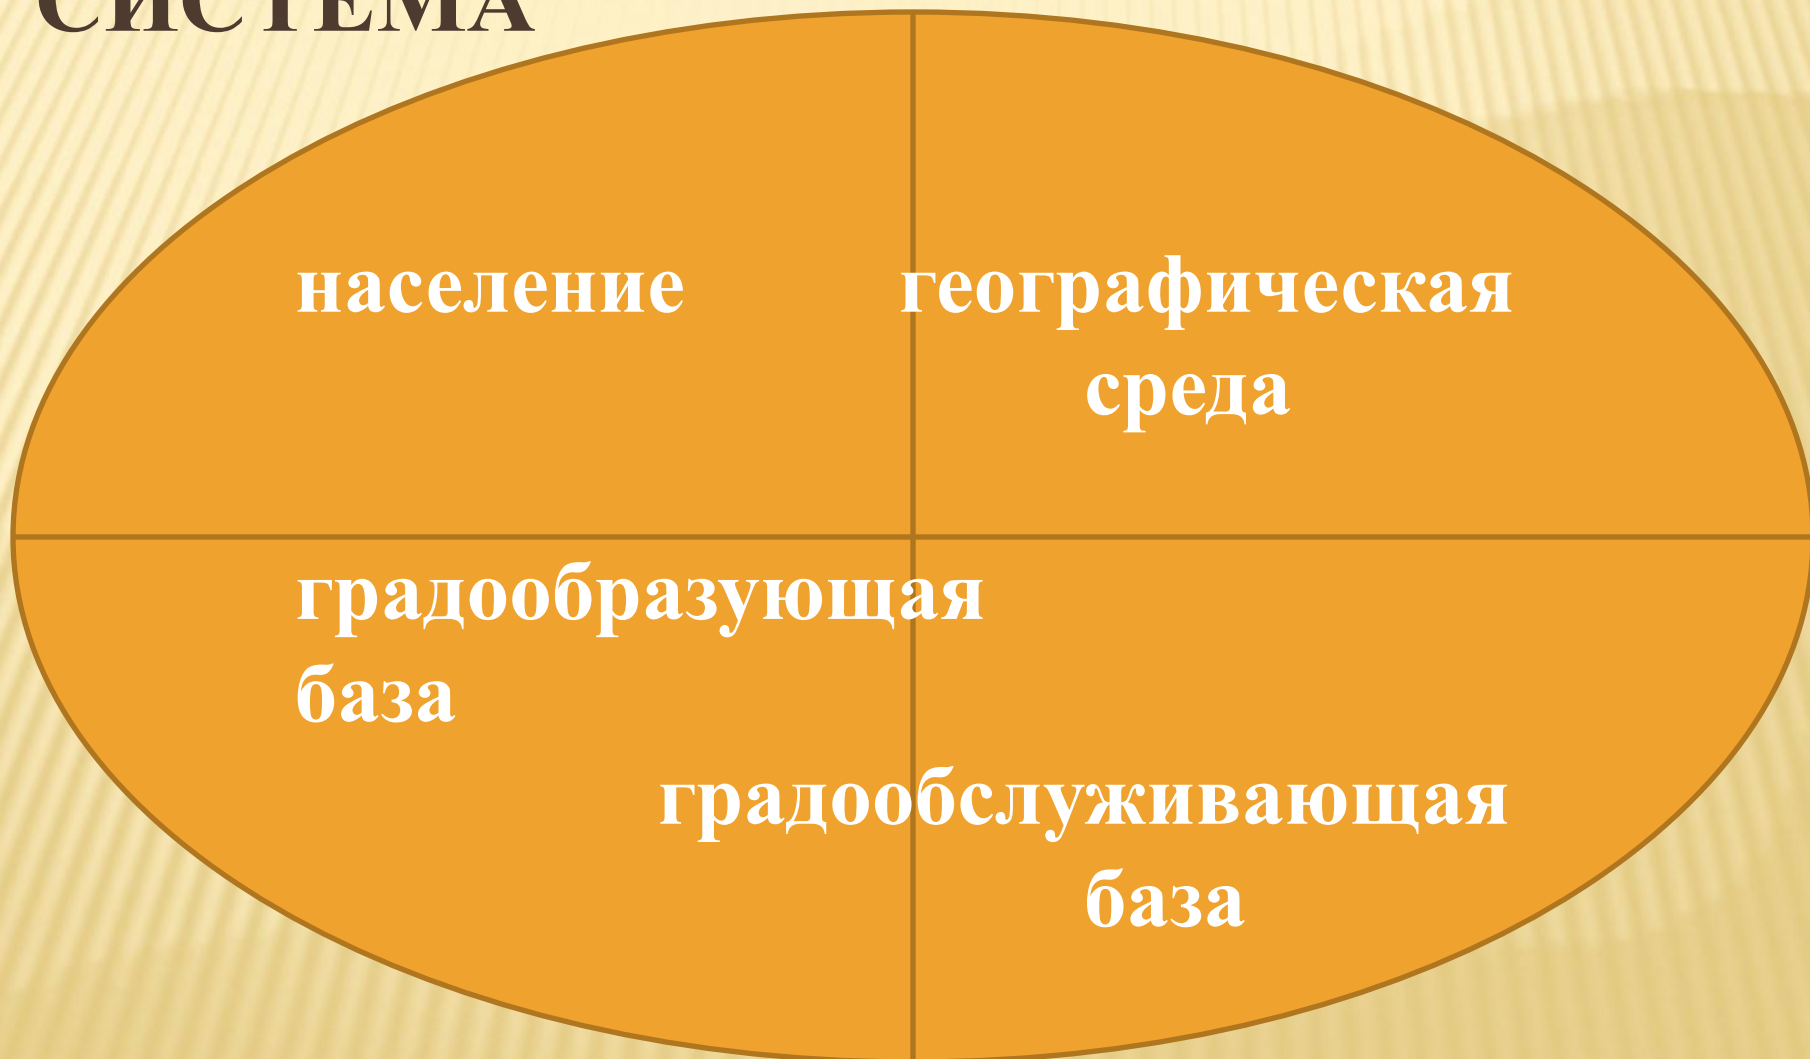 СИСТЕМА
население географическая
среда
градообразующая
база
градообслуживающая
база